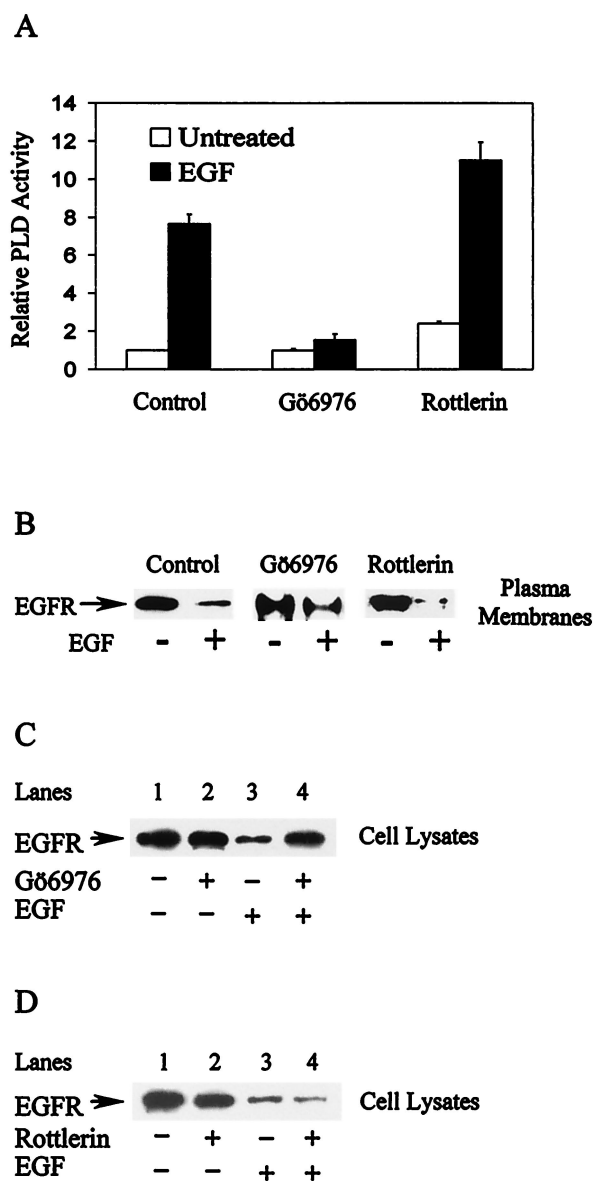 A
14
12
10
8
6
4
2
0
Relative PLD Activity
Untreated
EGF
Control Gö6976 Rottlerin
B
Control Gö6976 Rottlerin
EGFR
Plasma
Membranes
EGF - + - + - +
C
Lanes 1 2 3 4
EGFR Cell Lysates
Gö6976 − + − +
EGF − − + +
D
Lanes 1 2 3 4
EGFR Cell Lysates
Rottlerin − + − +
EGF − − + +